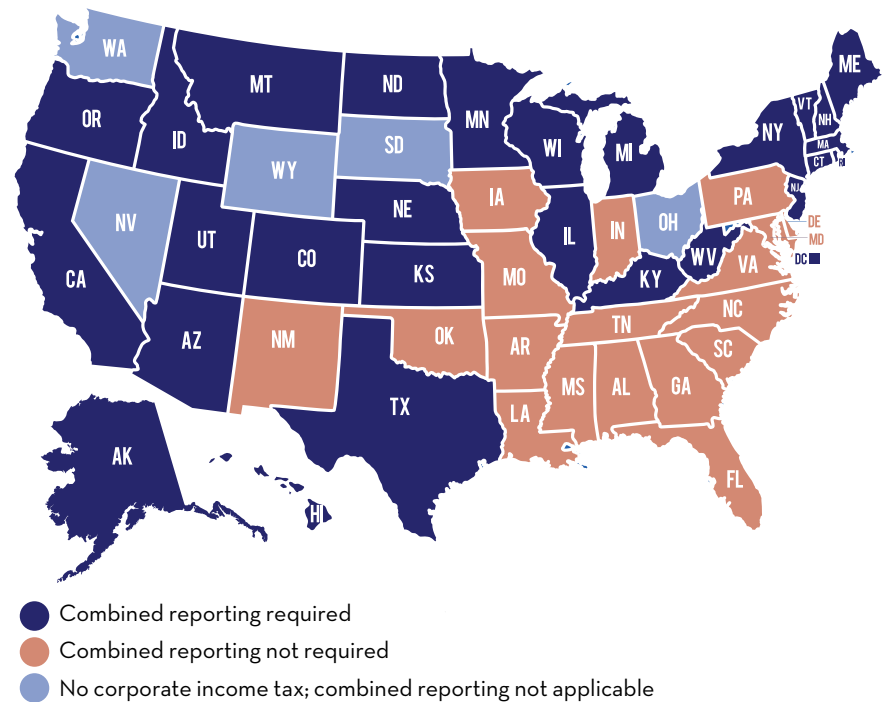 WA
MT
ND
MN
ME
OR
ID
WY
SD
WI
MI
NY
VT
NH
MA
CT
RI
NV
UT
CO
NE
KS
IA
IL
IN
OH
PA
NJ
DE
MD
DC
CA
AZ
NM
OK
MO
KY
WV
VA
TX
AR
TN
NC
SC
LA
MS
AL
GA
FL
AK
HI
Combined reporting required
Combined reporting not required
No corporate income tax; combined reporting not applicable